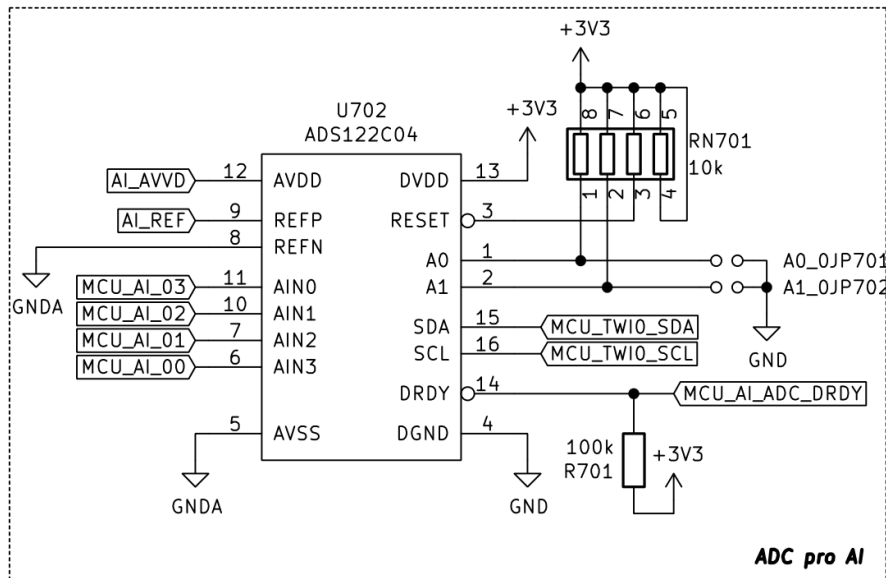 +3V3
U702
ADS122C04
+3V3
8 7 6 5
RN701
10k
1 2 3 4
AI_AVVD 12 AVDD DVDD 13
AI_REF 9 REFP RESET 3
8 REFN
A0 1 A0_0JP701
GNDA
MCU_AI_03 11 AIN0 A1 2 A1_0JP702
MCU_AI_02 10 AIN1
MCU_AI_01 7 AIN2 SDA 15 MCU_TWI0_SDA
MCU_AI_00 6 AIN3 SCL 16 MCU_TWI0_SCL
GND
DRDY 14 MCU_AI_ADC_DRDY
5 AVSS DGND 4
100k
R701
+3V3
GNDA
GND
ADC pro AI